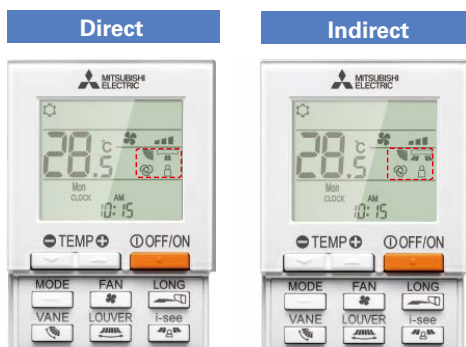 Direct
MITSUBISHI
ELECTRIC
28.5 ℃
Mon
CLOCK
AM
10:15
TEMP
OFF/ON
MODE FAN LONG
VANE LOUVER i-see
Indirect
MITSUBISHI
ELECTRIC
28.5 ℃
Mon
CLOCK
AM
10:15
TEMP
OFF/ON
MODE FAN LONG
VANE LOUVER i-see